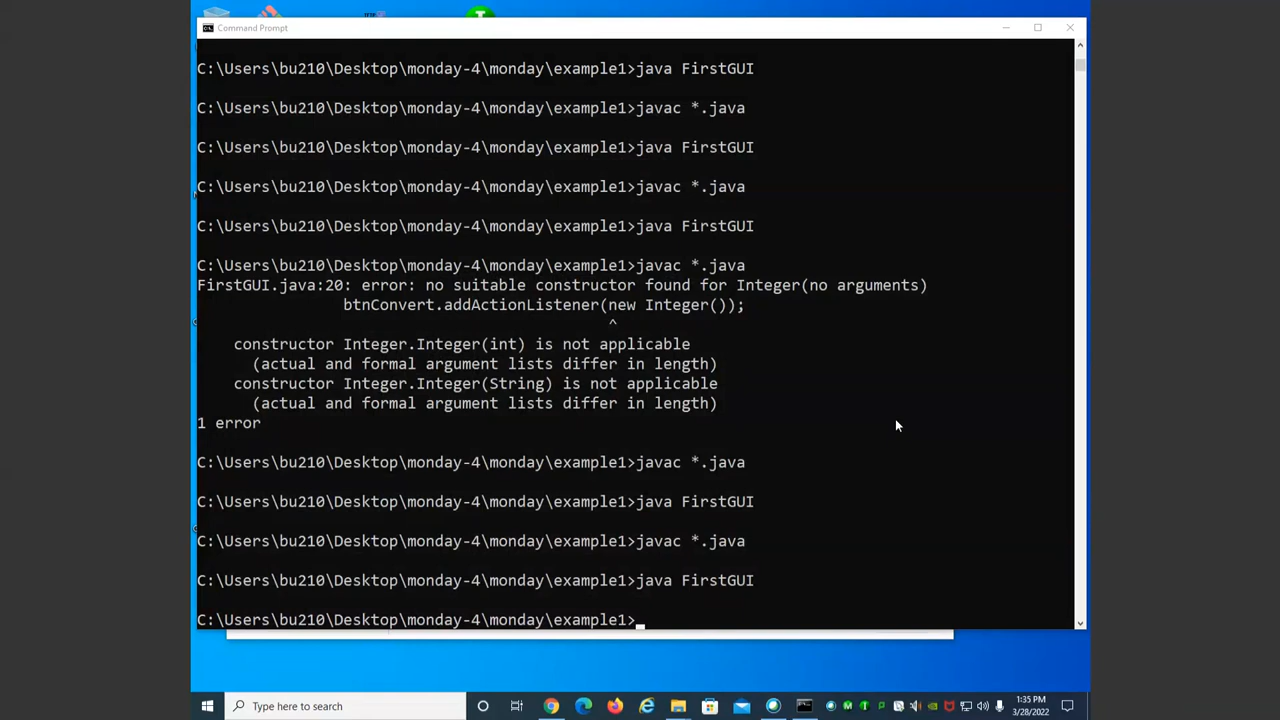 Command Prompt
C:\Users\bu210\Desktop\monday-4\monday\example1>java FirstGUI
C:\Users\bu210\Desktop\monday-4\monday\example1>javac *.java
C:\Users\bu210\Desktop\monday-4\monday\example1>java FirstGUI
C:\Users\bu210\Desktop\monday-4\monday\example1>javac *.java
C:\Users\bu210\Desktop\monday-4\monday\example1>java FirstGUI
C:\Users\bu210\Desktop\monday-4\monday\example1>javac *.java
FirstGUI.java:20: error: no suitable constructor found for Integer(no arguments)
btnConvert.addActionListener(new Integer());
^
constructor Integer.Integer(int) is not applicable
(actual and formal argument lists differ in length)
constructor Integer.Integer(String) is not applicable
(actual and formal argument lists differ in length)
1 error
C:\Users\bu210\Desktop\monday-4\monday\example1>javac *.java
C:\Users\bu210\Desktop\monday-4\monday\example1>java FirstGUI
C:\Users\bu210\Desktop\monday-4\monday\example1>javac *.java
C:\Users\bu210\Desktop\monday-4\monday\example1>java FirstGUI
C:\Users\bu210\Desktop\monday-4\monday\example1>
Type here to search
1:35 PM
3/28/2022